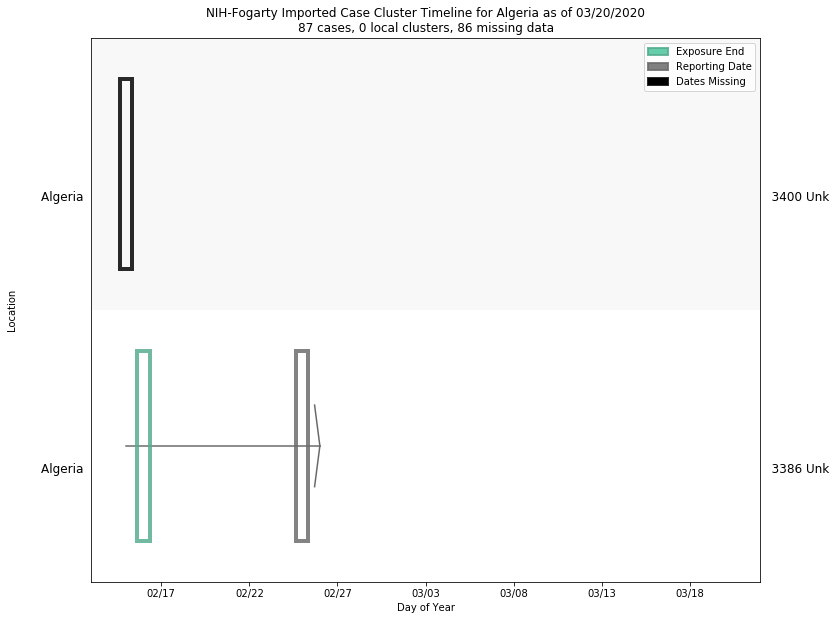 NIH-Fogarty Imported Case Cluster Timeline for Algeria as of 03/20/2020
87 cases, 0 local clusters, 86 missing data
Exposure End
Reporting Date
Dates Missing
Algeria
3400 Unk
Location
Algeria
3386 Unk
02/17 02/22 02/27 03/03 03/08 03/13 03/18
Day of Year